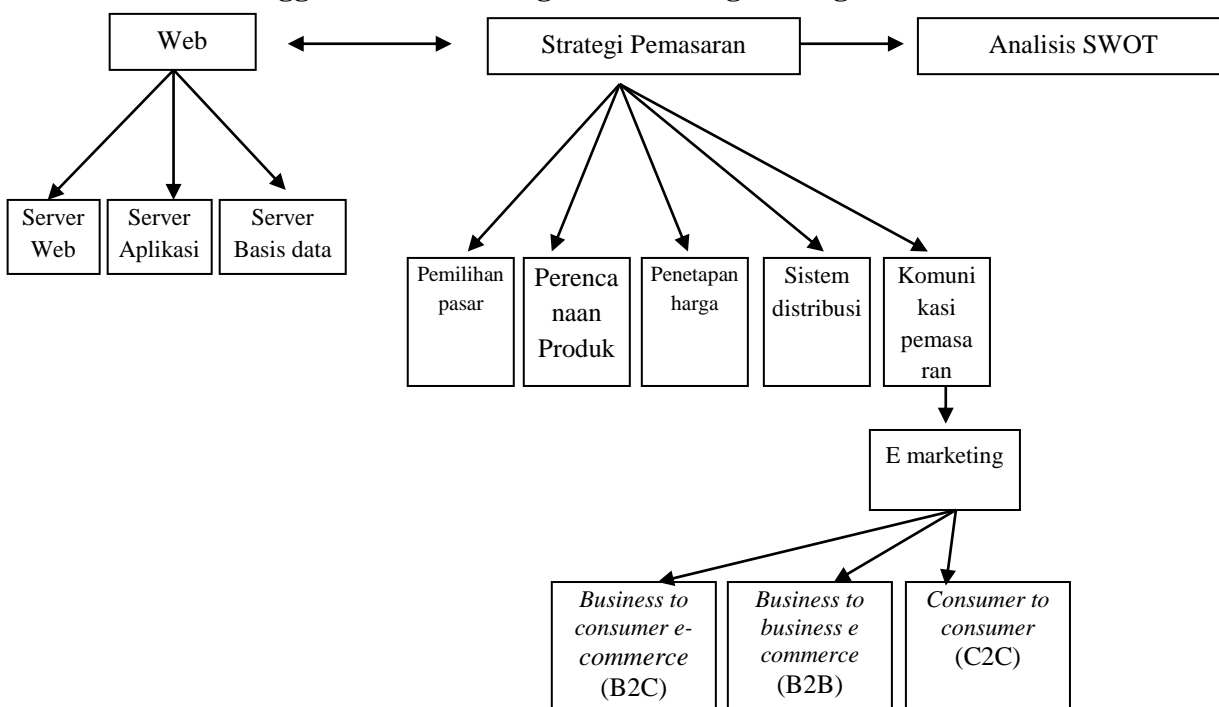 Web
Strategi Pemasaran
Analisis SWOT
Server
Web
Server
Aplikasi
Server
Basis data
Pemilihan
pasar
Perenca
naan
Produk
Penetapan
harga
Sistem
distribusi
Komuni
kasi
pemasa
ran
E marketing
Business to
consumer e-
commerce
(B2C)
Business to
business e
commerce
(B2B)
Consumer to
consumer
(C2C)